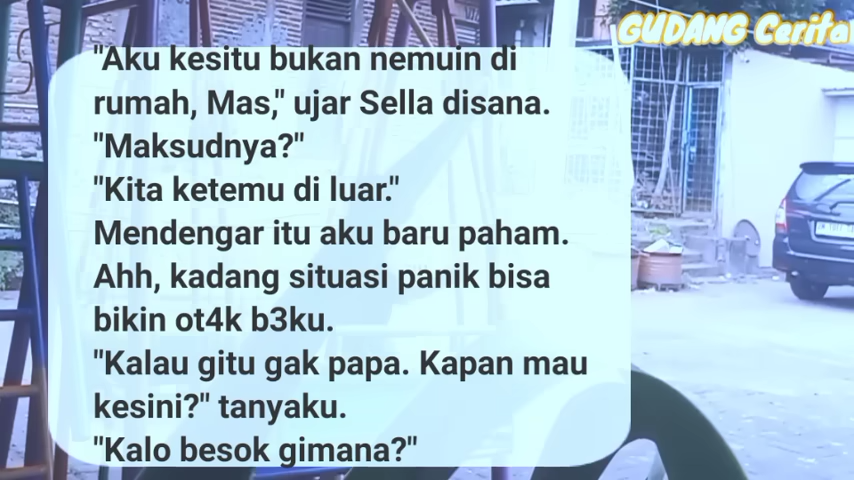 GUDANG Cerita
"Aku kesitu bukan nemuin di
rumah, Mas," ujar Sella disana.
"Maksudnya?"
"Kita ketemu di luar."
Mendengar itu aku baru paham.
Ahh, kadang situasi panik bisa
bikin ot4k b3ku.
"Kalau gitu gak papa. Kapan mau
kesini?" tanyaku.
"Kalo besok gimana?"